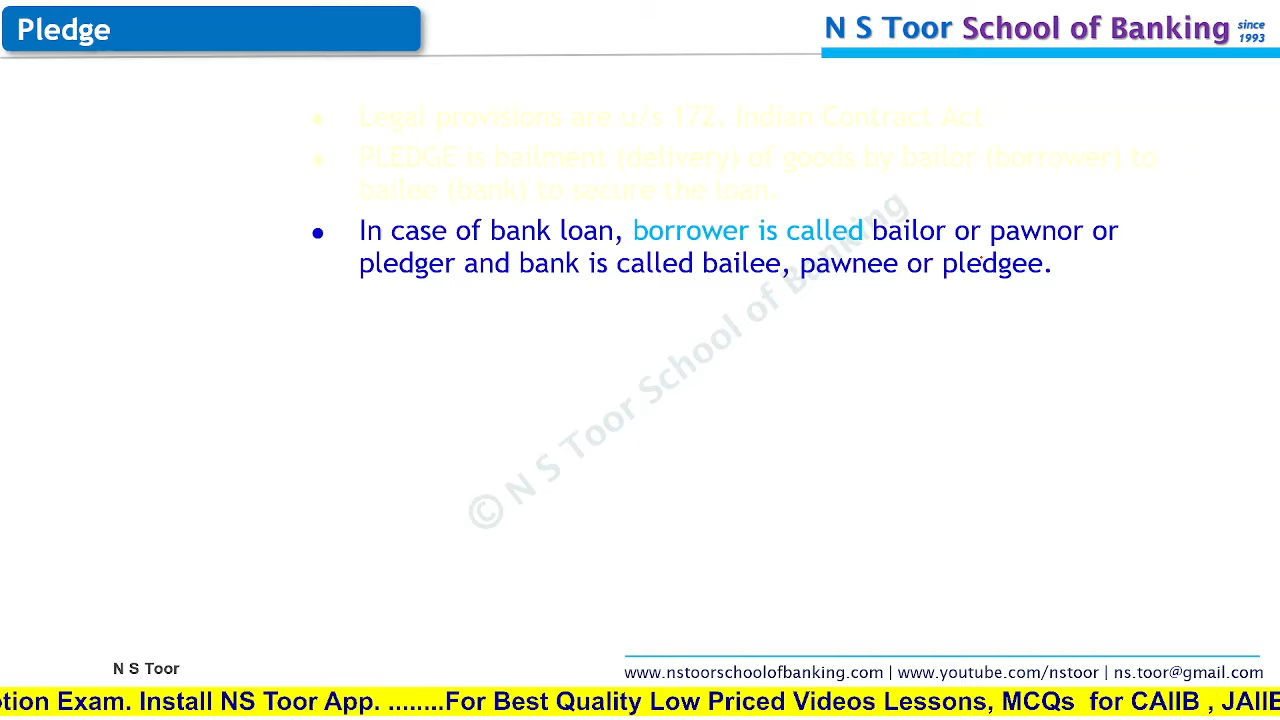 Pledge
N S Toor School of Banking since 1993
• Legal provisions are u/s 172, Indian Contract Act
• PLEDGE is bailment (delivery) of goods by bailor (borrower) to
bailee (bank) to secure the loan.
• In case of bank loan, borrower is called bailor or pawnor or
pledger and bank is called bailee, pawnee or pledgee.
© N S Toor School of Banking
N S Toor
www.nstoorschoolofbanking.com | www.youtube.com/nstoor | ns.toor@gmail.com
otion Exam. Install NS Toor App. ........For Best Quality Low Priced Videos Lessons, MCQs for CAIIB , JAIIB